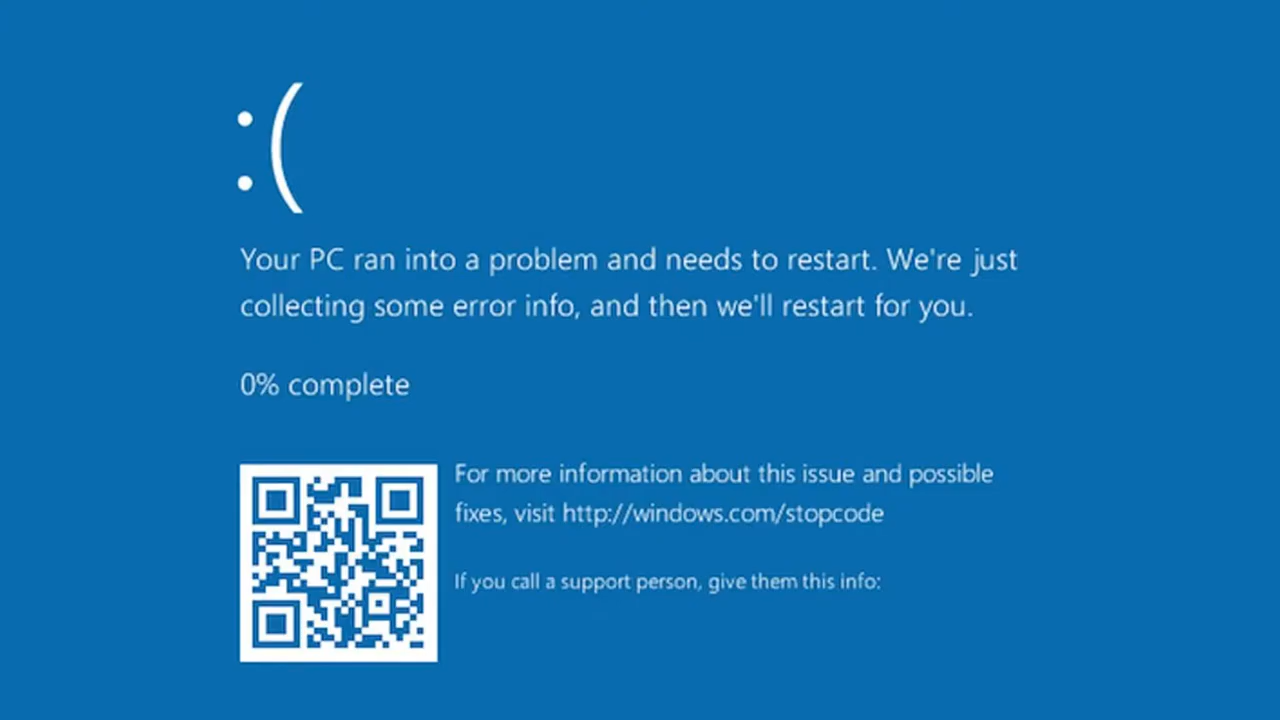 :(
Your PC ran into a problem and needs to restart. We're just
collecting some error info, and then we'll restart for you.
0% complete
For more information about this issue and possible
fixes, visit http://windows.com/stopcode
If you call a support person, give them this info: